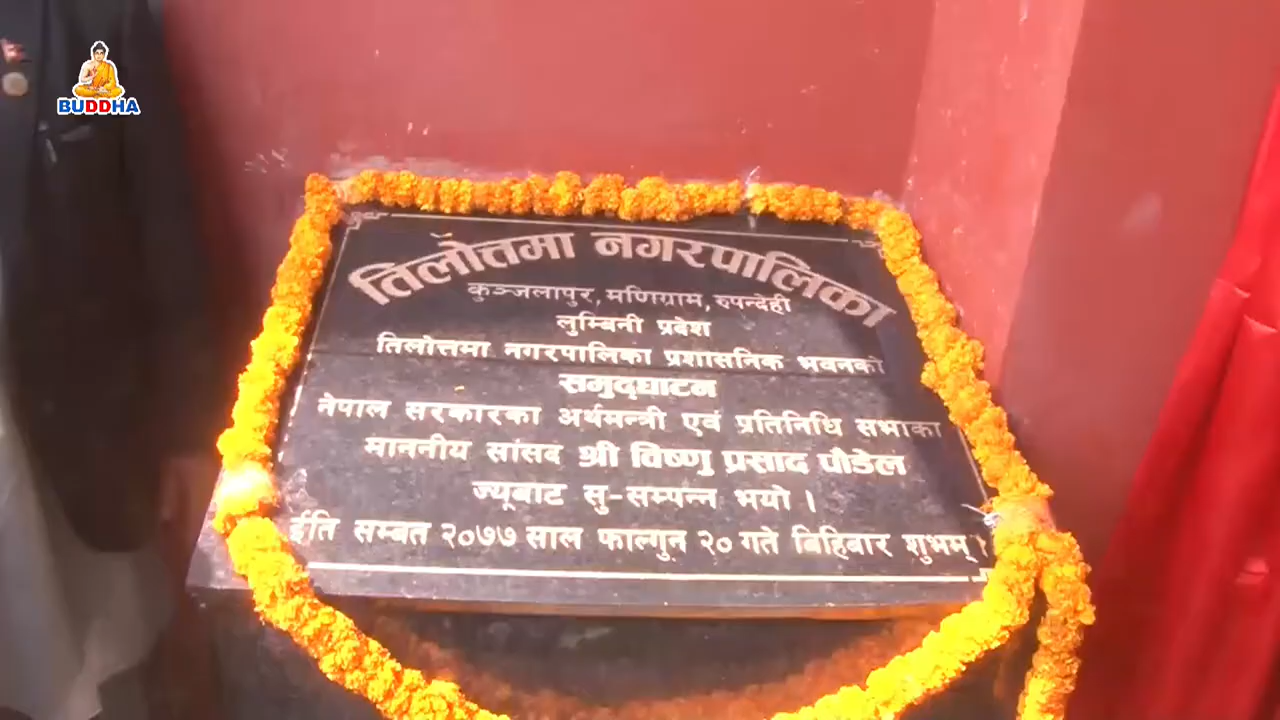 BUDDHA
तिलोत्तमा नगरपालिका
कुञ्जलापुर, मणिग्राम, रुपन्देही
लुम्बिनी प्रदेश
तिलोत्तमा नगरपालिका प्रशासनिक भवनको
समुद्घाटन
नेपाल सरकारका अर्थमन्त्री एवं प्रतिनिधि सभाका
माननीय सांसद श्री विष्णु प्रसाद पौडेल
ज्यूबाट सु-सम्पन्न भयो ।
ईति सम्बत २०७७ साल फाल्गुन २० गते बिहिबार शुभम् ।